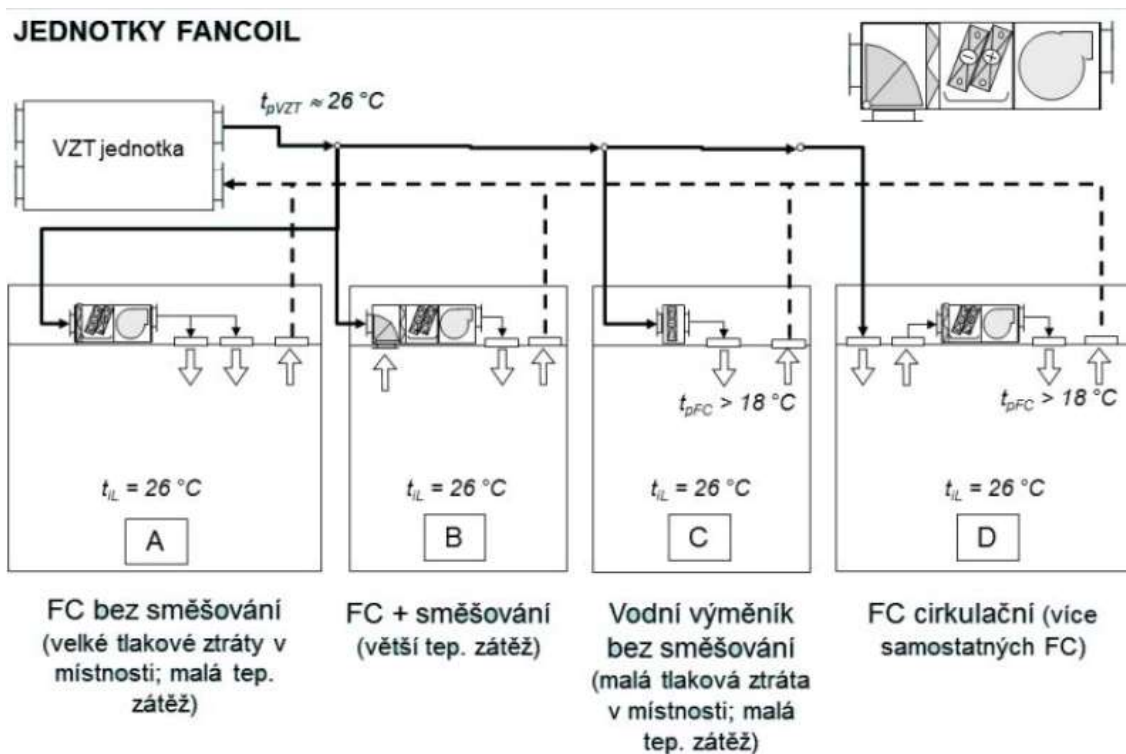 JEDNOTKY FANCOIL
t_pVZT ≈ 26 °C
VZT jednotka
− +
t_pFC > 18 °C
t_pFC > 18 °C
t_iL = 26 °C
t_iL = 26 °C
t_iL = 26 °C
t_iL = 26 °C
A
B
C
D
FC bez směšování
(velké tlakové ztráty v
místnosti; malá tep.
zátěž)
FC + směšování
(větší tep. zátěž)
Vodní výměník
bez směšování
(malá tlaková ztráta
v místnosti; malá
tep. zátěž)
FC cirkulační (více
samostatných FC)